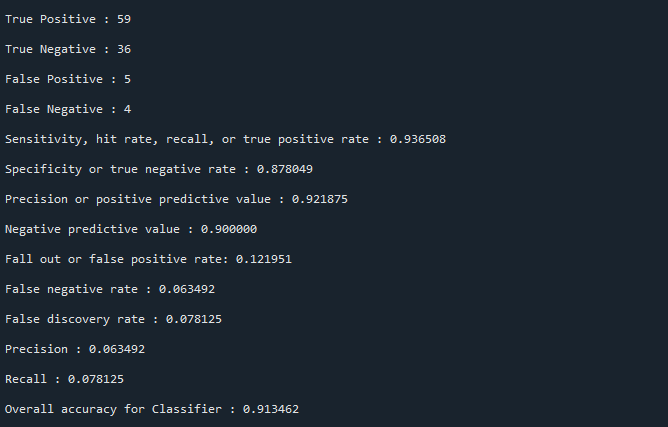 True Positive : 59
True Negative : 36
False Positive : 5
False Negative : 4
Sensitivity, hit rate, recall, or true positive rate : 0.936508
Specificity or true negative rate : 0.878049
Precision or positive predictive value : 0.921875
Negative predictive value : 0.900000
Fall out or false positive rate: 0.121951
False negative rate : 0.063492
False discovery rate : 0.078125
Precision : 0.063492
Recall : 0.078125
Overall accuracy for Classifier : 0.913462